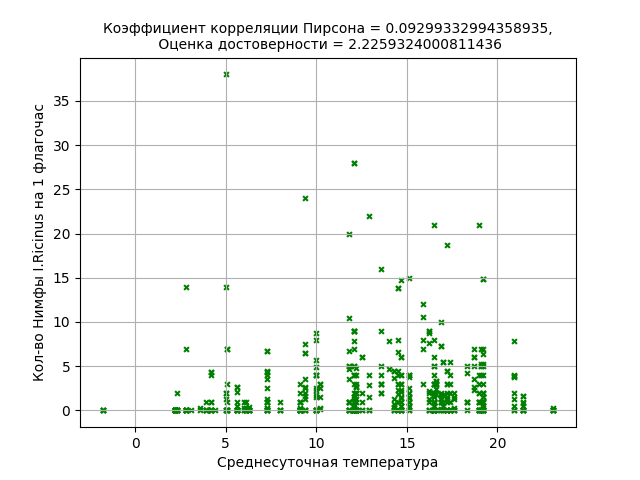 Коэффициент корреляции Пирсона = 0.09299332994358935,
Оценка достоверности = 2.2259324000811436
35
30
25
20
15
10
5
0
Кол-во Нимфы I.Ricinus на 1 флагочас
0 5 10 15 20
Среднесуточная температура